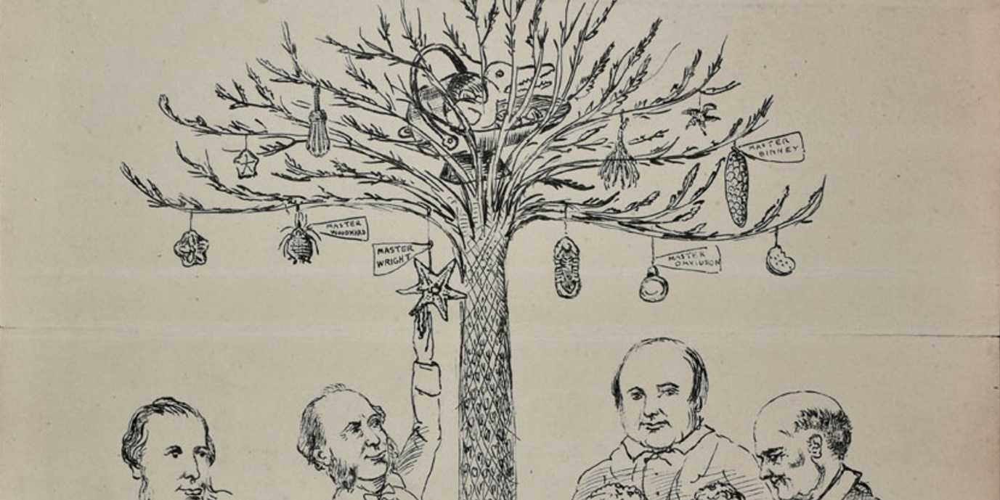 MASTER
BINNEY
MASTER
WOODWARD
MASTER
WRIGHT
MASTER
DAVIDSON